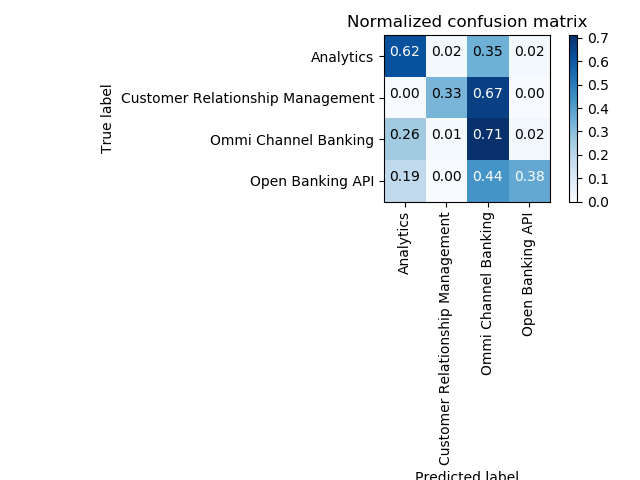 Normalized confusion matrix
True label
Analytics 0.62 0.02 0.35 0.02
Customer Relationship Management 0.00 0.33 0.67 0.00
Ommi Channel Banking 0.26 0.01 0.71 0.02
Open Banking API 0.19 0.00 0.44 0.38
Analytics
Customer Relationship Management
Ommi Channel Banking
Open Banking API
Predicted label
0.7
0.6
0.5
0.4
0.3
0.2
0.1
0.0